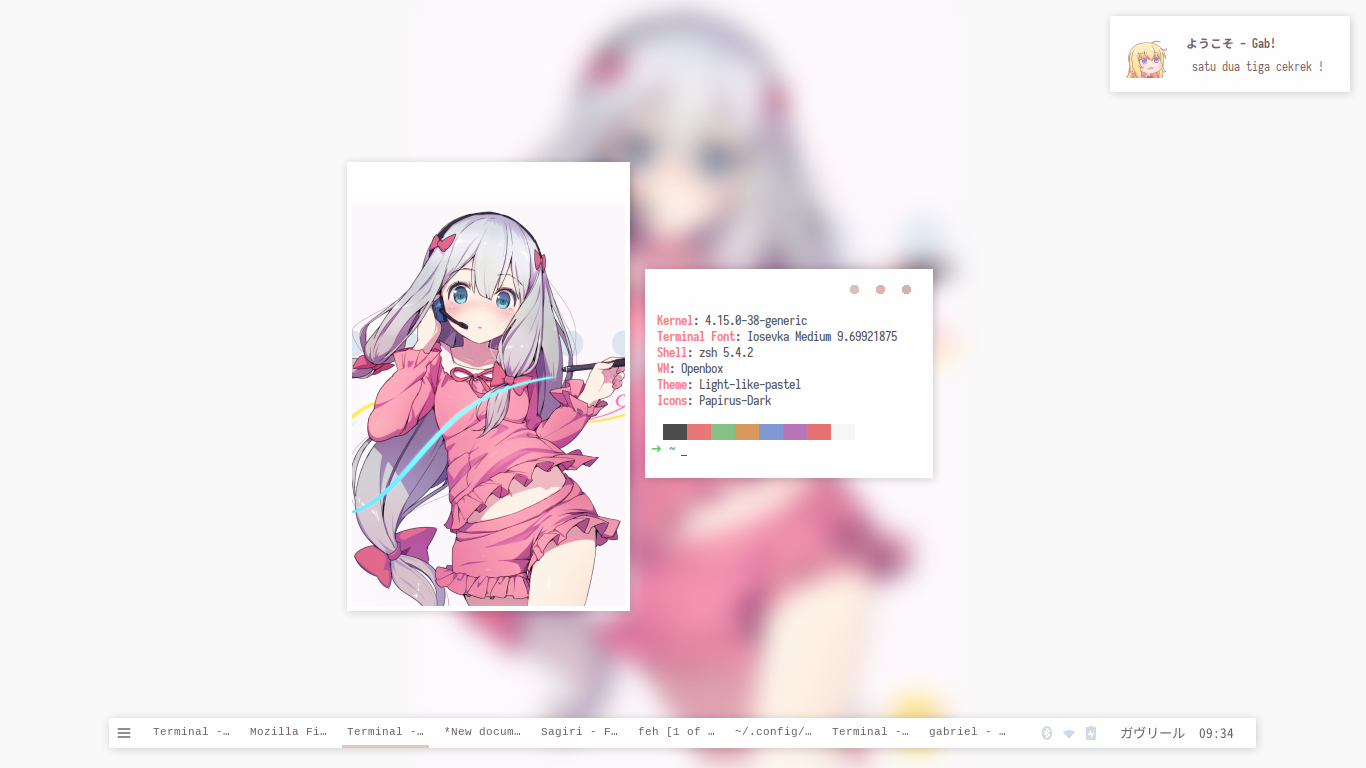 ようこそ - Gab!
satu dua tiga cekrek !
Kernel: 4.15.0-38-generic
Terminal Font: Iosevka Medium 9.69921875
Shell: zsh 5.4.2
WM: Openbox
Theme: Light-like-pastel
Icons: Papirus-Dark
➜ ~ _
Terminal -… Mozilla Fi… Terminal -… *New docum… Sagiri - F… feh [1 of … ~/.config/… Terminal -… gabriel - … ガヴリール 09:34